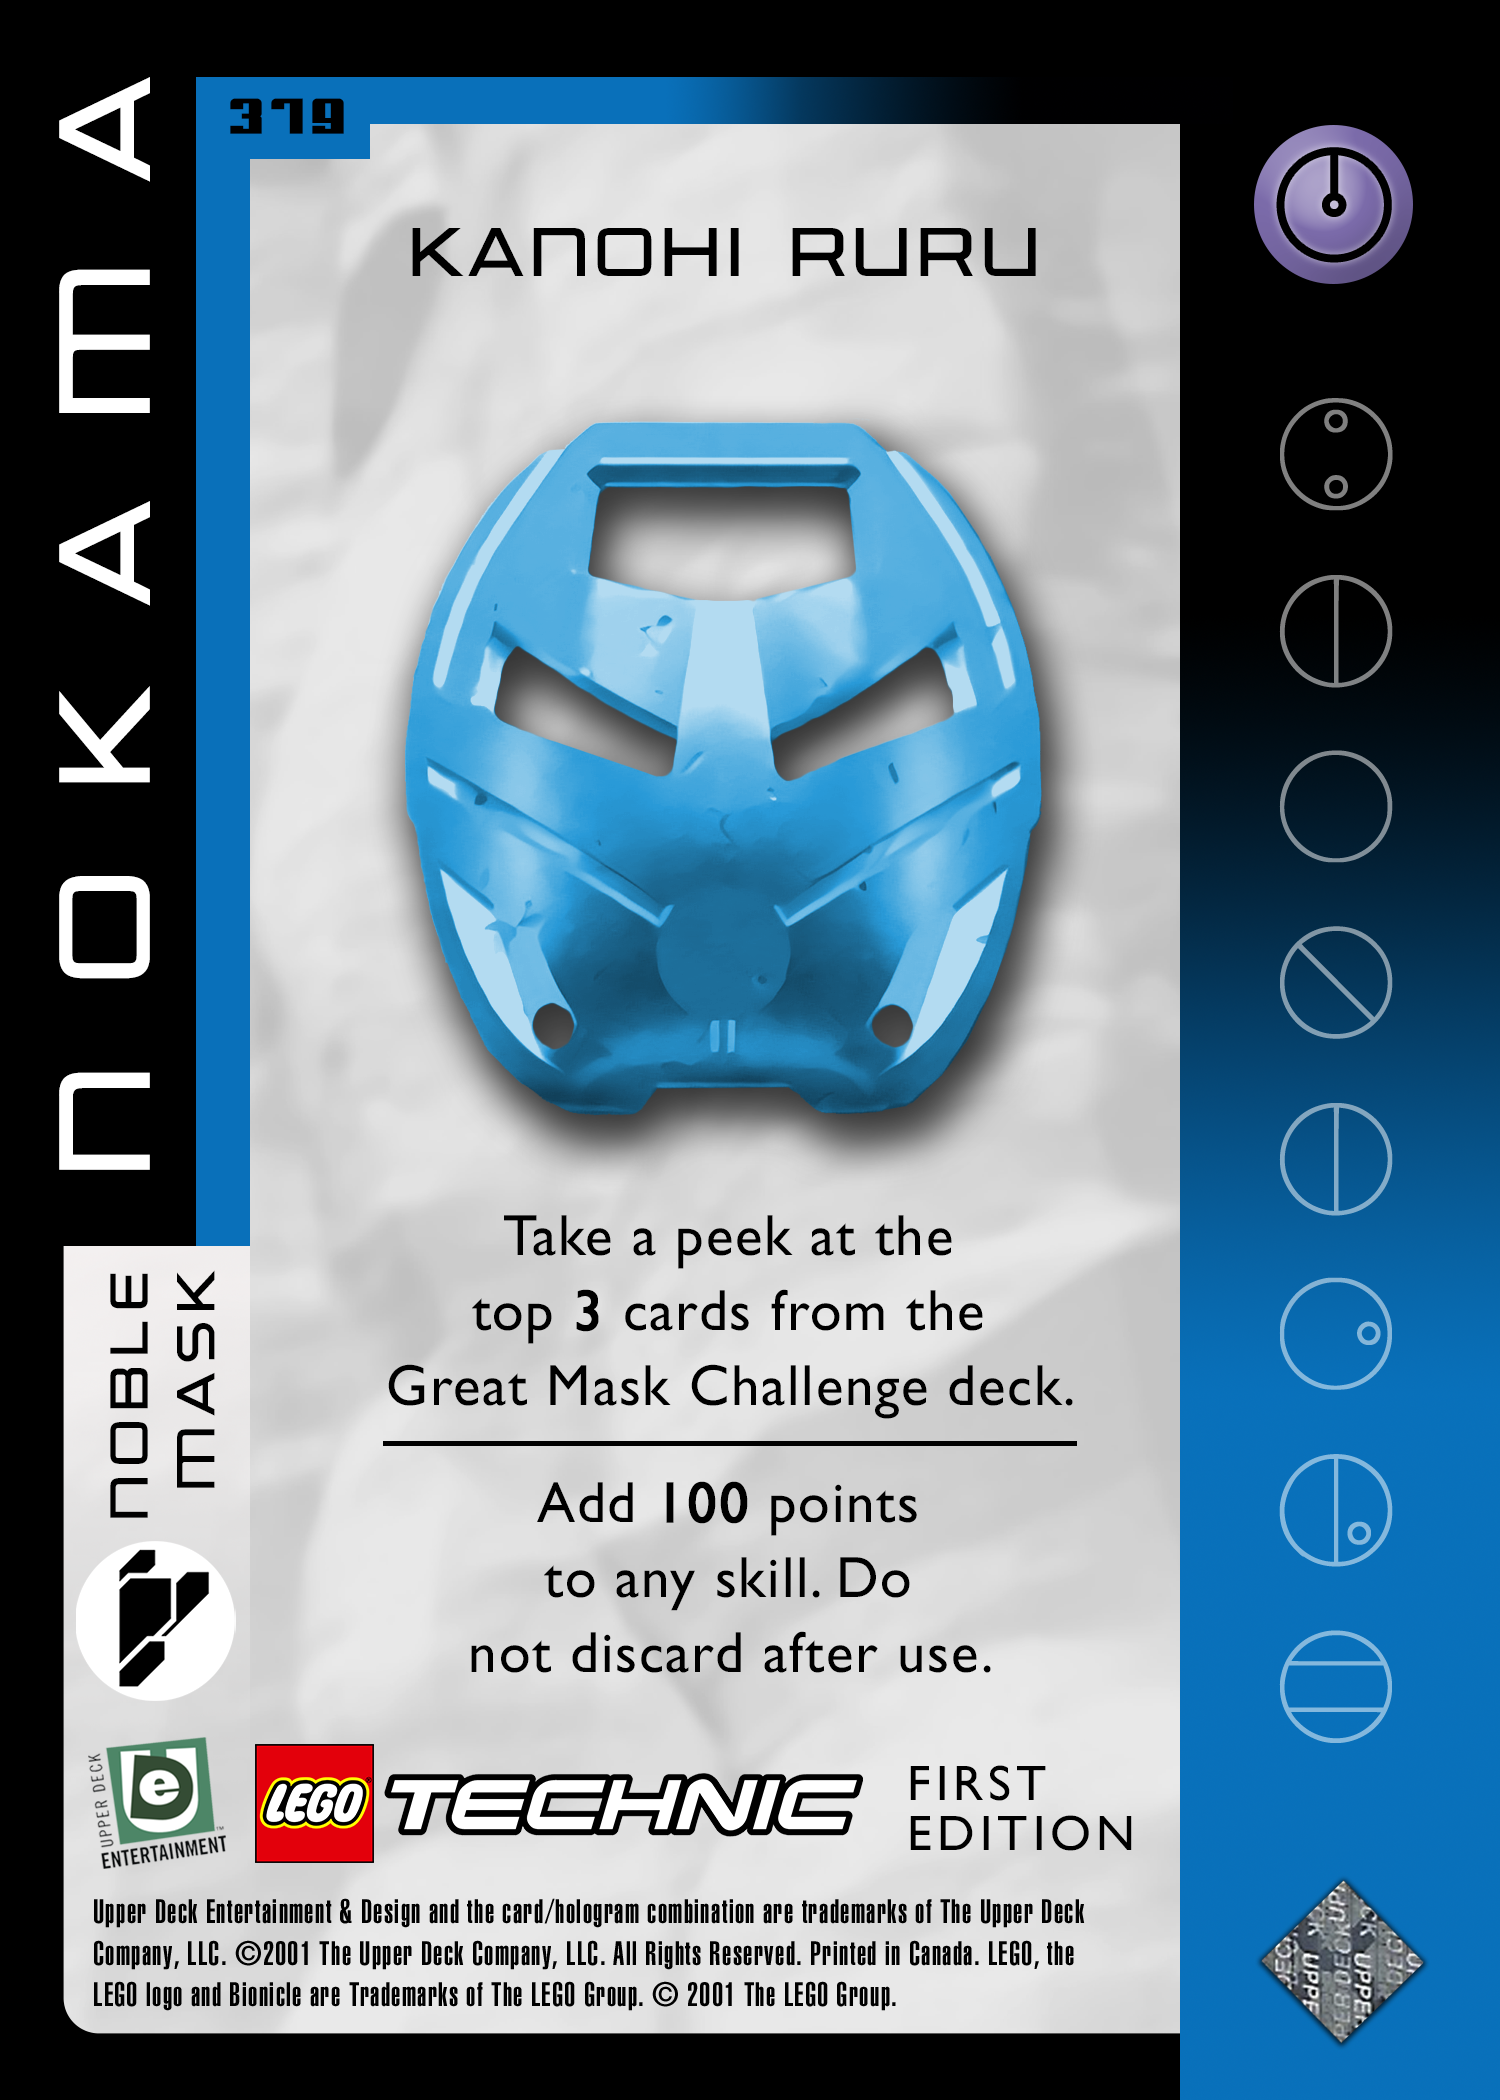 379
NOKAMA
KANOHI RURU
Take a peek at the
top 3 cards from the
Great Mask Challenge deck.
Add 100 points
to any skill. Do
not discard after use.
NOBLE
MASK
UPPER DECK
ENTERTAINMENT
LEGO TECHNIC
FIRST
EDITION
Upper Deck Entertainment & Design and the card/hologram combination are trademarks of The Upper Deck
Company, LLC. ©2001 The Upper Deck Company, LLC. All Rights Reserved. Printed in Canada. LEGO, the
LEGO logo and Bionicle are Trademarks of The LEGO Group. © 2001 The LEGO Group.